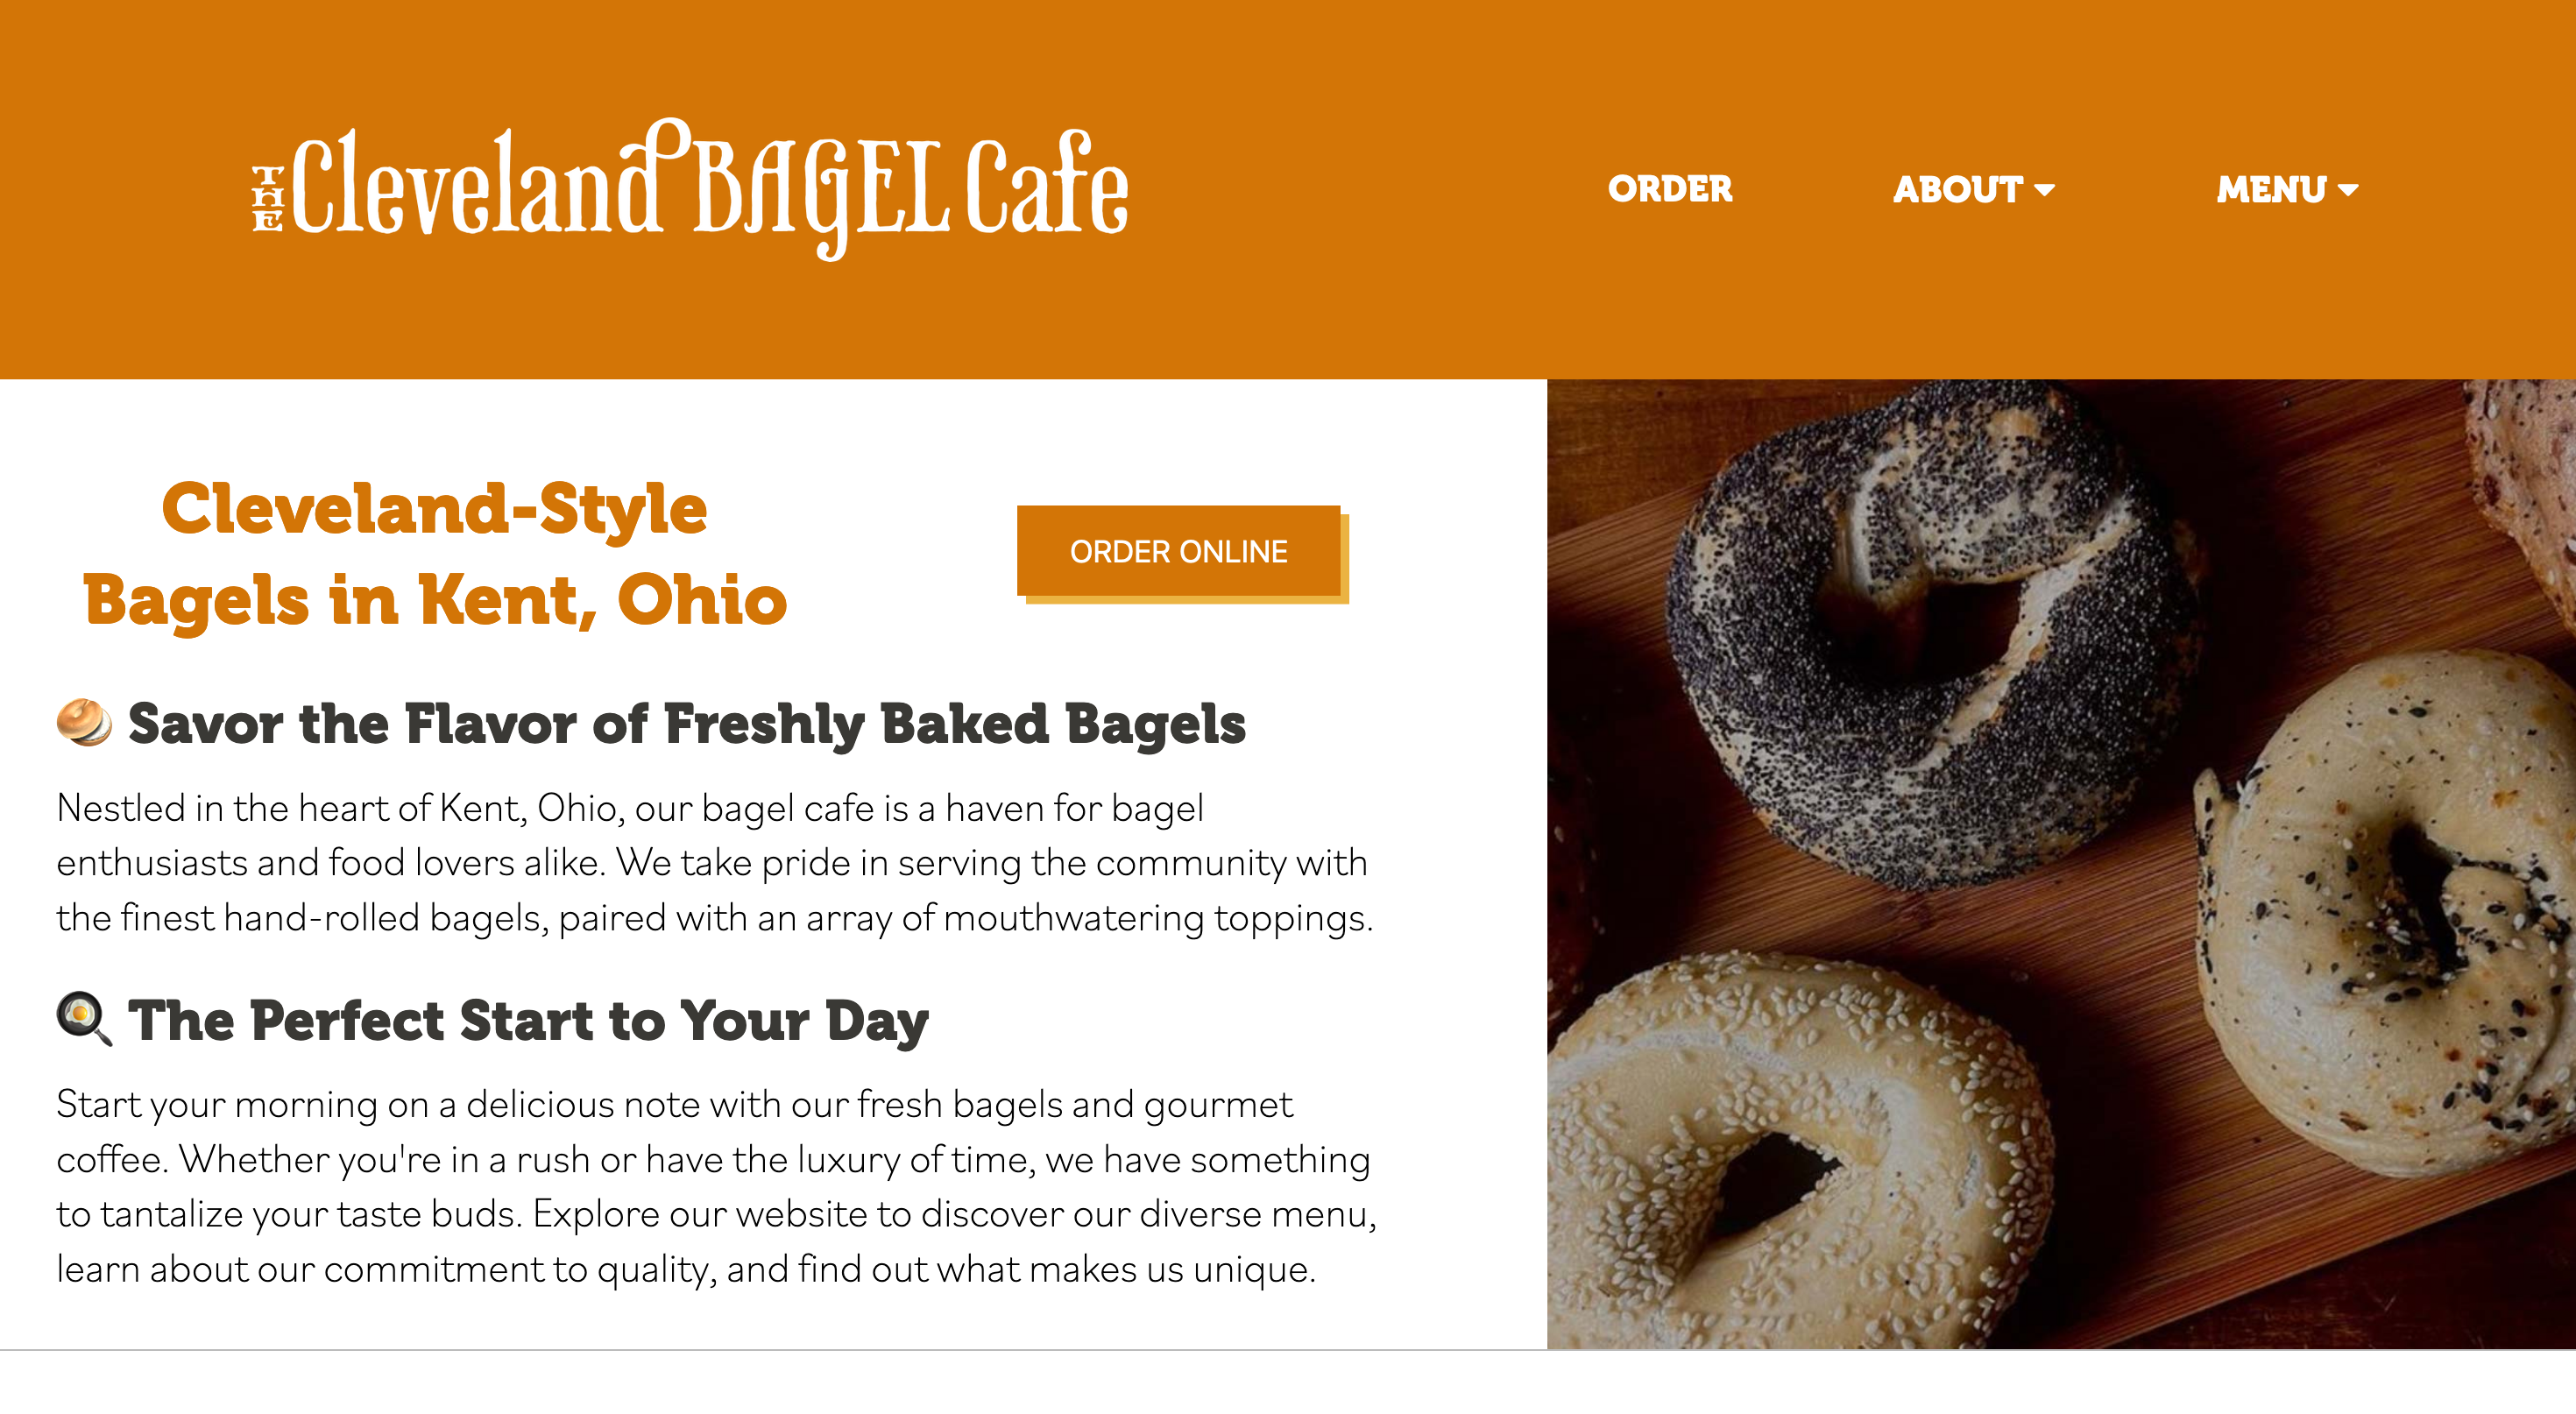 THE Cleveland BAGEL Cafe
ORDER
ABOUT
MENU
Cleveland-Style
Bagels in Kent, Ohio
ORDER ONLINE
Savor the Flavor of Freshly Baked Bagels
Nestled in the heart of Kent, Ohio, our bagel cafe is a haven for bagel
enthusiasts and food lovers alike. We take pride in serving the community with
the finest hand-rolled bagels, paired with an array of mouthwatering toppings.
The Perfect Start to Your Day
Start your morning on a delicious note with our fresh bagels and gourmet
coffee. Whether you're in a rush or have the luxury of time, we have something
to tantalize your taste buds. Explore our website to discover our diverse menu,
learn about our commitment to quality, and find out what makes us unique.